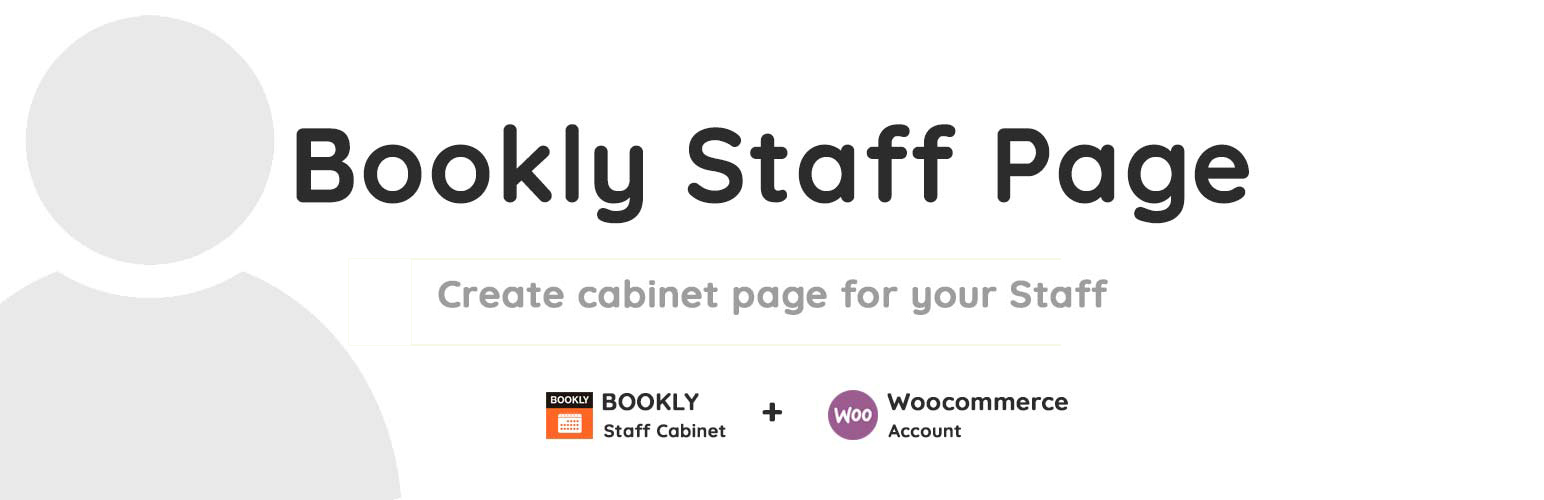 Bookly Staff Page
Create cabinet page for your Staff
BOOKLY
BOOKLY
Staff Cabinet
+
Woo
Woocommerce
Account